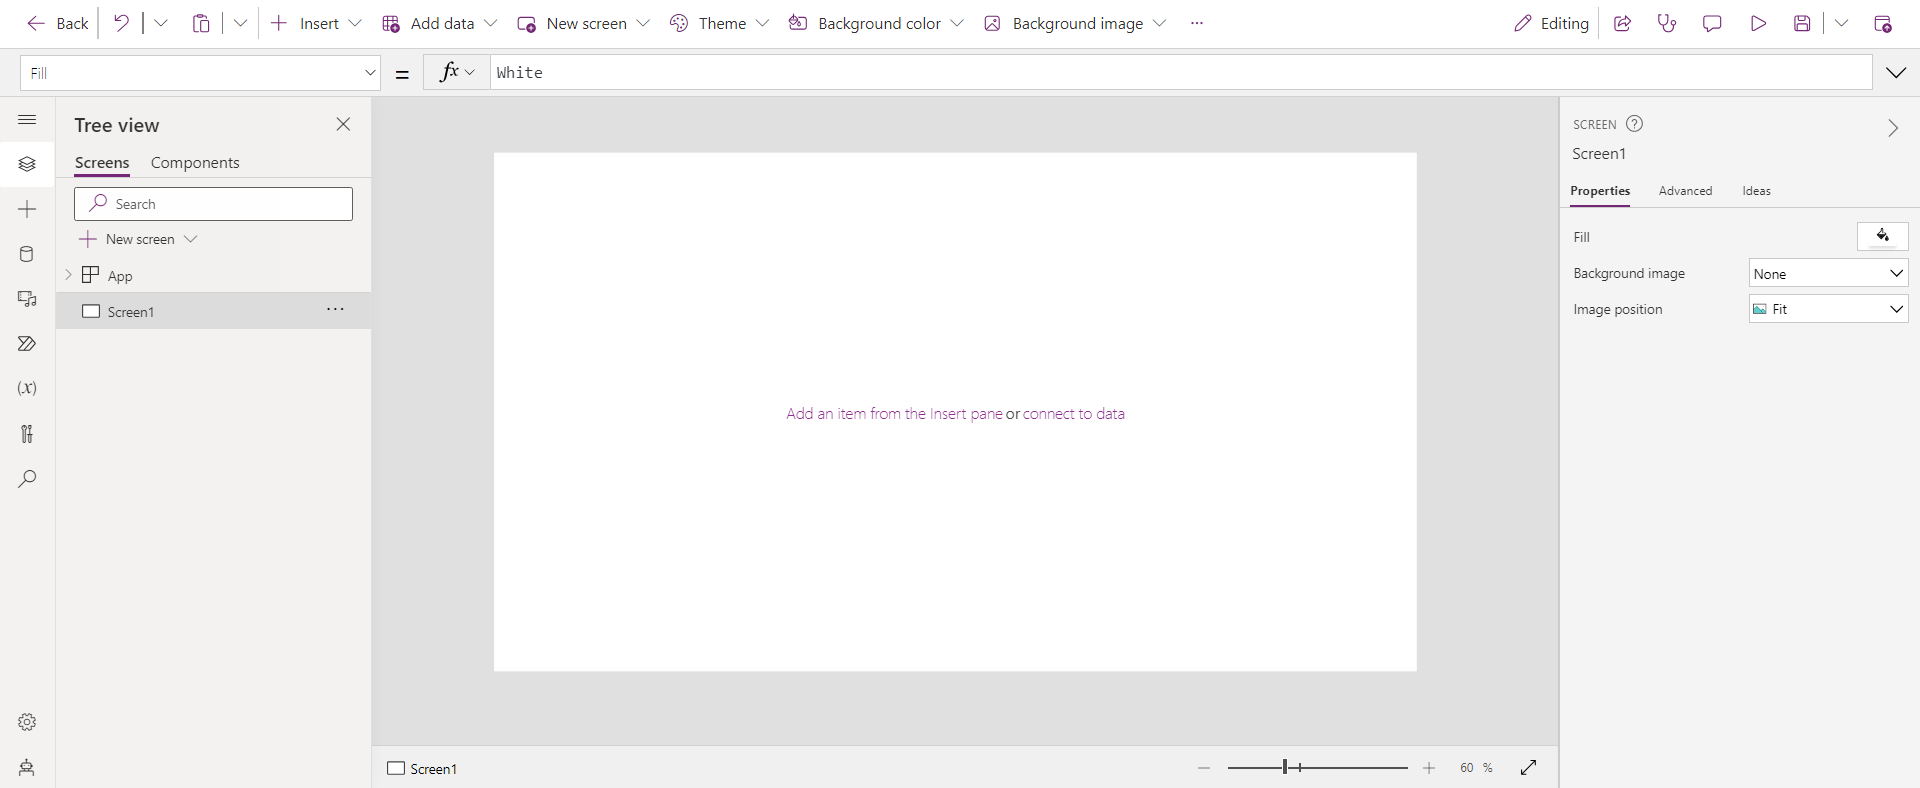 Back
Insert
Add data
New screen
Theme
Background color
Background image
...
Editing
Fill
=
fx
White
Tree view
Screens
Components
Search
New screen
App
Screen1
...
(x)
Add an item from the Insert pane or connect to data
SCREEN ?
Screen1
Properties
Advanced
Ideas
Fill
Background image
None
Image position
Fit
Screen1
60 %